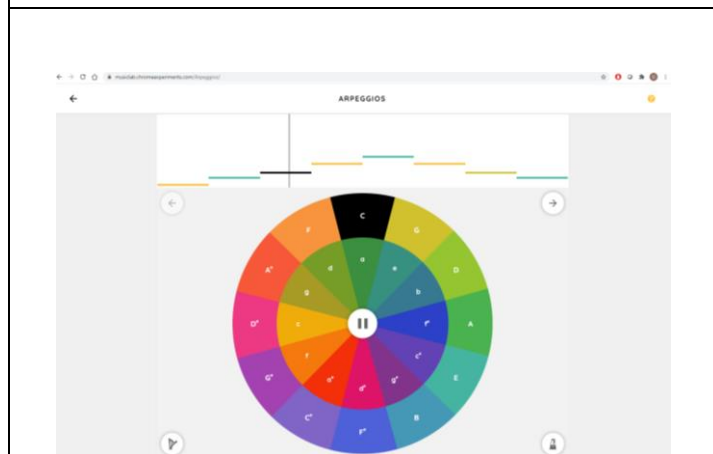 musiclab.chromeexperiments.com/Arpeggios/
ARPEGGIOS
C
F
G
A#
a
D
d
e
g
b
D#
c
f#
A
f
c#
G#
a#
d#
g#
E
C#
F#
B